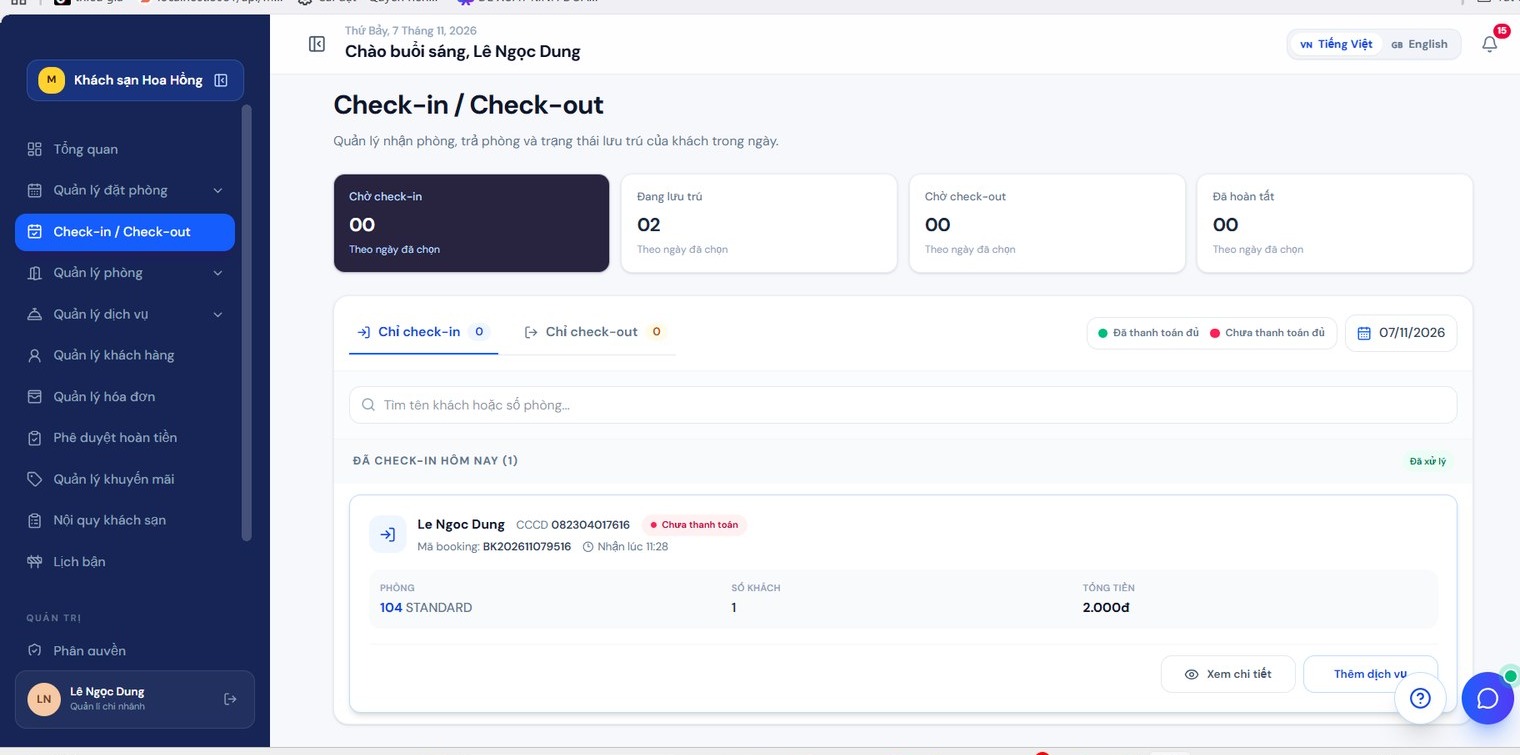 Thứ Bảy, 7 Tháng 11, 2026
Chào buổi sáng, Lê Ngọc Dung
VN Tiếng Việt GB English
15
M Khách sạn Hoa Hồng
Tổng quan
Quản lý đặt phòng
Check-in / Check-out
Quản lý phòng
Quản lý dịch vụ
Quản lý khách hàng
Quản lý hóa đơn
Phê duyệt hoàn tiền
Quản lý khuyến mãi
Nội quy khách sạn
Lịch bận
QUẢN TRỊ
Phân quyền
LN Lê Ngọc Dung
Quản lí chi nhánh
Check-in / Check-out
Quản lý nhận phòng, trả phòng và trạng thái lưu trú của khách trong ngày.
Chờ check-in
00
Theo ngày đã chọn
Đang lưu trú
02
Theo ngày đã chọn
Chờ check-out
00
Theo ngày đã chọn
Đã hoàn tất
00
Theo ngày đã chọn
Chỉ check-in 0
Chỉ check-out 0
Đã thanh toán đủ Chưa thanh toán đủ
07/11/2026
Tìm tên khách hoặc số phòng...
ĐÃ CHECK-IN HÔM NAY (1)
Đã xử lý
Le Ngoc Dung CCCD 082304017616 Chưa thanh toán
Mã booking: BK202611079516 Nhận lúc 11:28
PHÒNG
104 STANDARD
SỐ KHÁCH
1
TỔNG TIỀN
2.000đ
Xem chi tiết
Thêm dịch vụ